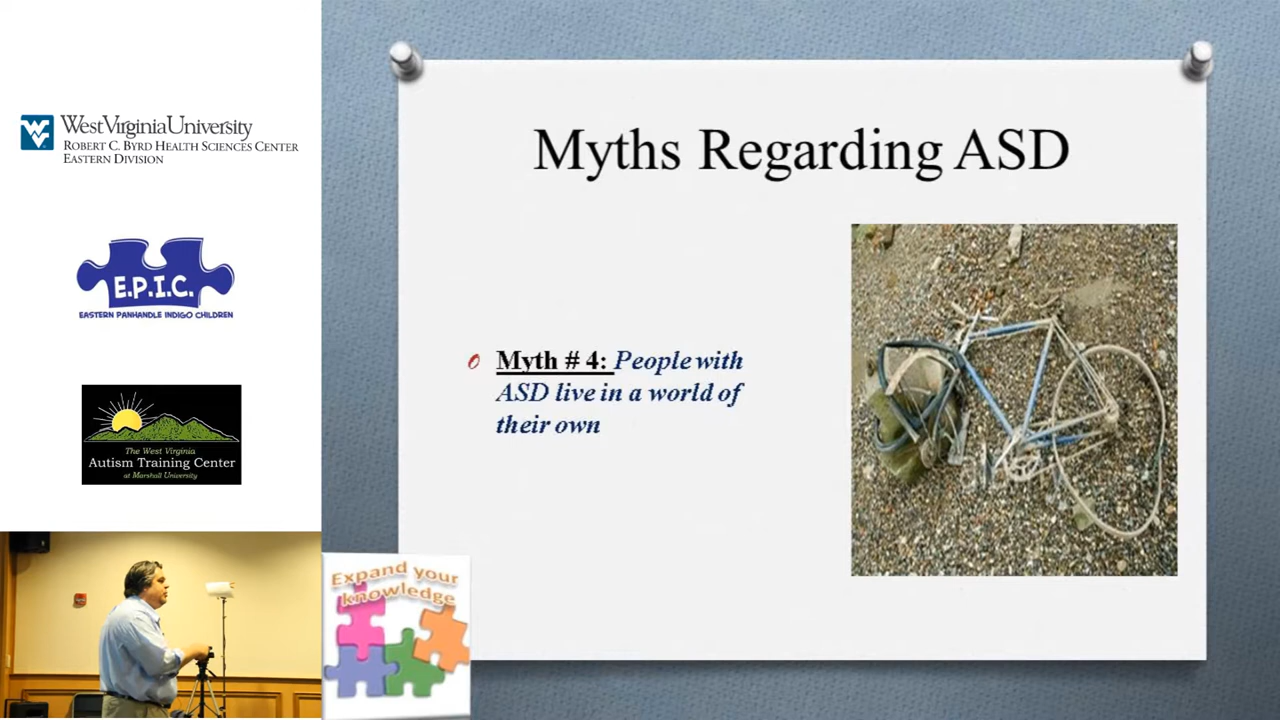 WestVirginiaUniversity
ROBERT C. BYRD HEALTH SCIENCES CENTER
EASTERN DIVISION
E.P.I.C.
EASTERN PANHANDLE INDIGO CHILDREN
The West Virginia
Autism Training Center
at Marshall University
Myths Regarding ASD
Myth # 4: People with
ASD live in a world of
their own
Expand your
knowledge